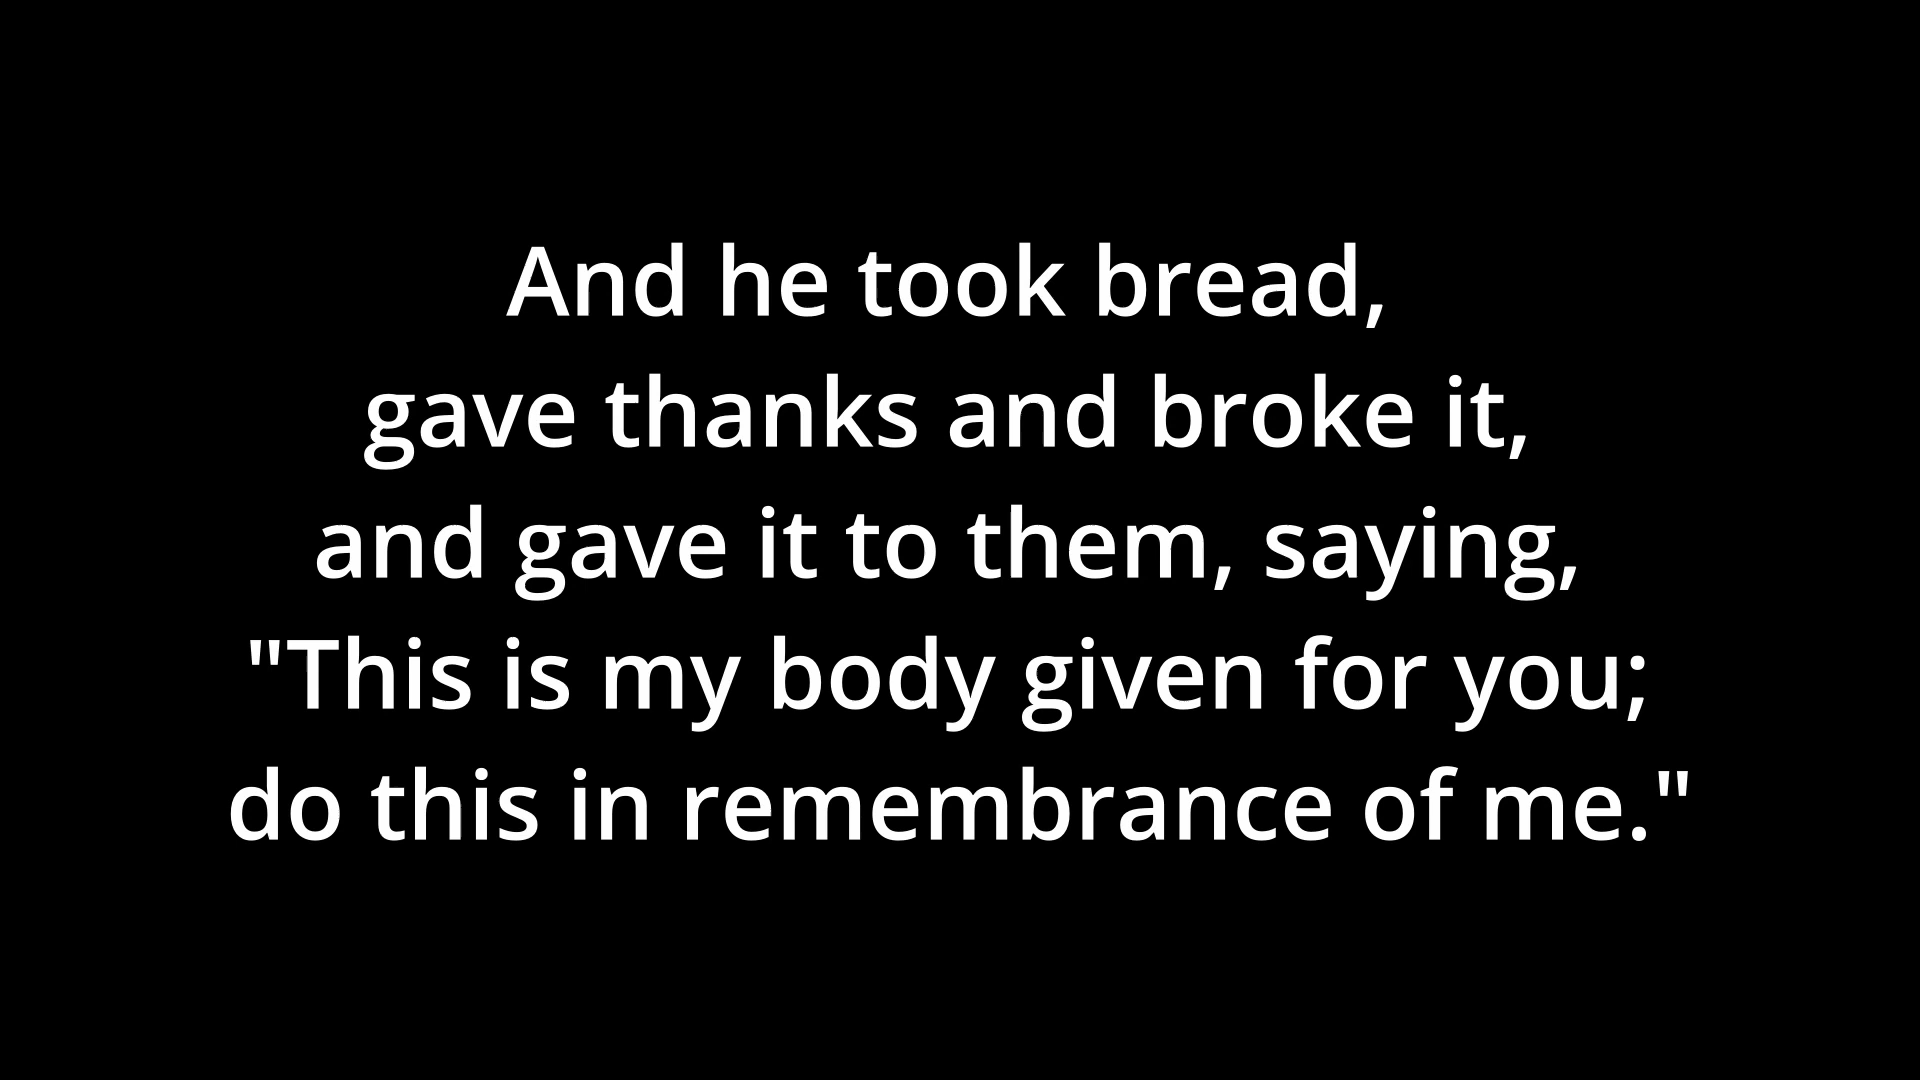 And he took bread,
gave thanks and broke it,
and gave it to them, saying,
"This is my body given for you;
do this in remembrance of me."